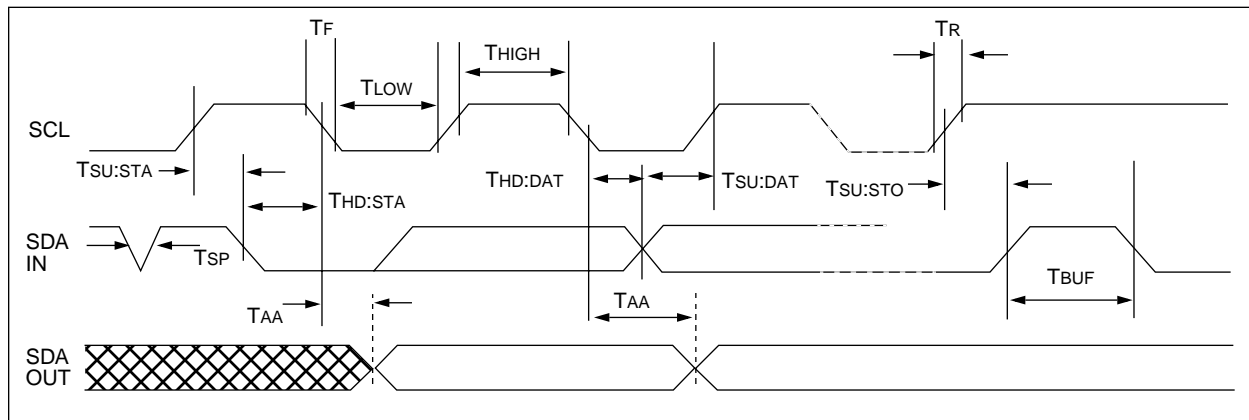 TF
TR
THIGH
TLOW
SCL
TSU:STA
THD:DAT
TSU:DAT
TSU:STO
THD:STA
SDA
IN
TSP
TBUF
TAA
TAA
SDA
OUT